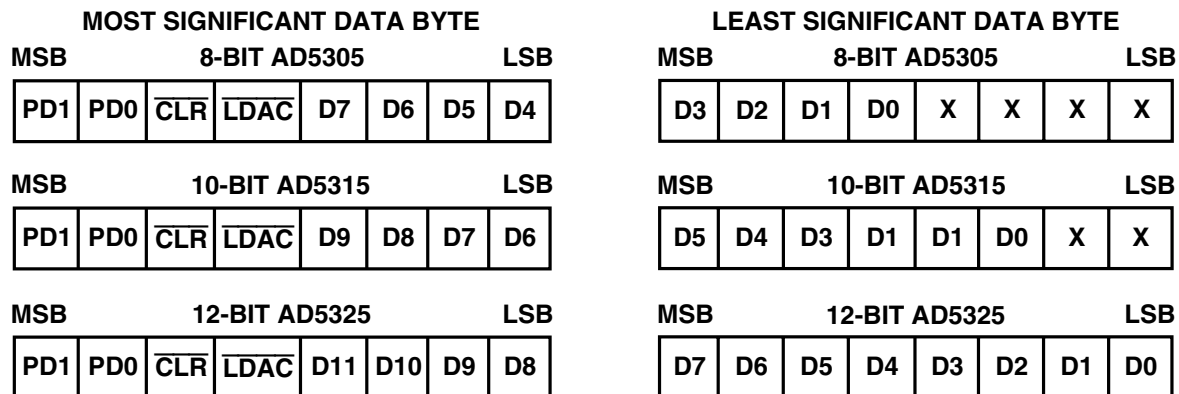 MOST SIGNIFICANT DATA BYTE
MSB 8-BIT AD5305 LSB
PD1 PD0 CLR LDAC D7 D6 D5 D4
MSB 10-BIT AD5315 LSB
PD1 PD0 CLR LDAC D9 D8 D7 D6
MSB 12-BIT AD5325 LSB
PD1 PD0 CLR LDAC D11 D10 D9 D8
LEAST SIGNIFICANT DATA BYTE
MSB 8-BIT AD5305 LSB
D3 D2 D1 D0 X X X X
MSB 10-BIT AD5315 LSB
D5 D4 D3 D1 D1 D0 X X
MSB 12-BIT AD5325 LSB
D7 D6 D5 D4 D3 D2 D1 D0